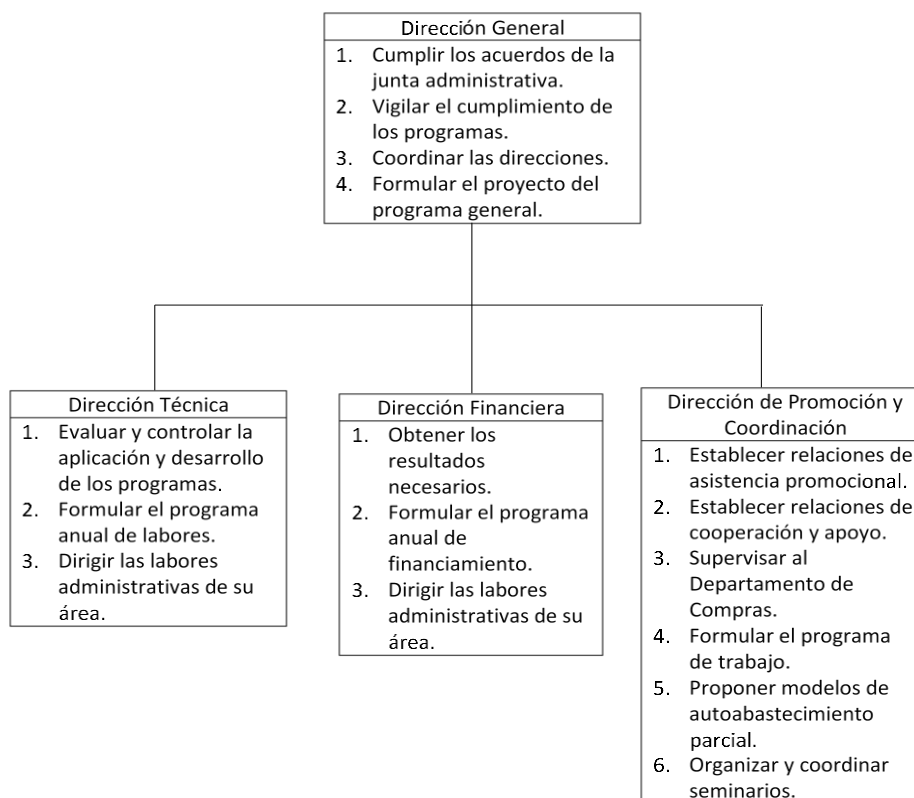 Dirección General
1. Cumplir los acuerdos de la
junta administrativa.
2. Vigilar el cumplimiento de
los programas.
3. Coordinar las direcciones.
4. Formular el proyecto del
programa general.
Dirección Técnica
1. Evaluar y controlar la
aplicación y desarrollo
de los programas.
2. Formular el programa
anual de labores.
3. Dirigir las labores
administrativas de su
área.
Dirección Financiera
1. Obtener los
resultados
necesarios.
2. Formular el programa
anual de
financiamiento.
3. Dirigir las labores
administrativas de su
área.
Dirección de Promoción y
Coordinación
1. Establecer relaciones de
asistencia promocional.
2. Establecer relaciones de
cooperación y apoyo.
3. Supervisar al
Departamento de
Compras.
4. Formular el programa
de trabajo.
5. Proponer modelos de
autoabastecimiento
parcial.
6. Organizar y coordinar
seminarios.